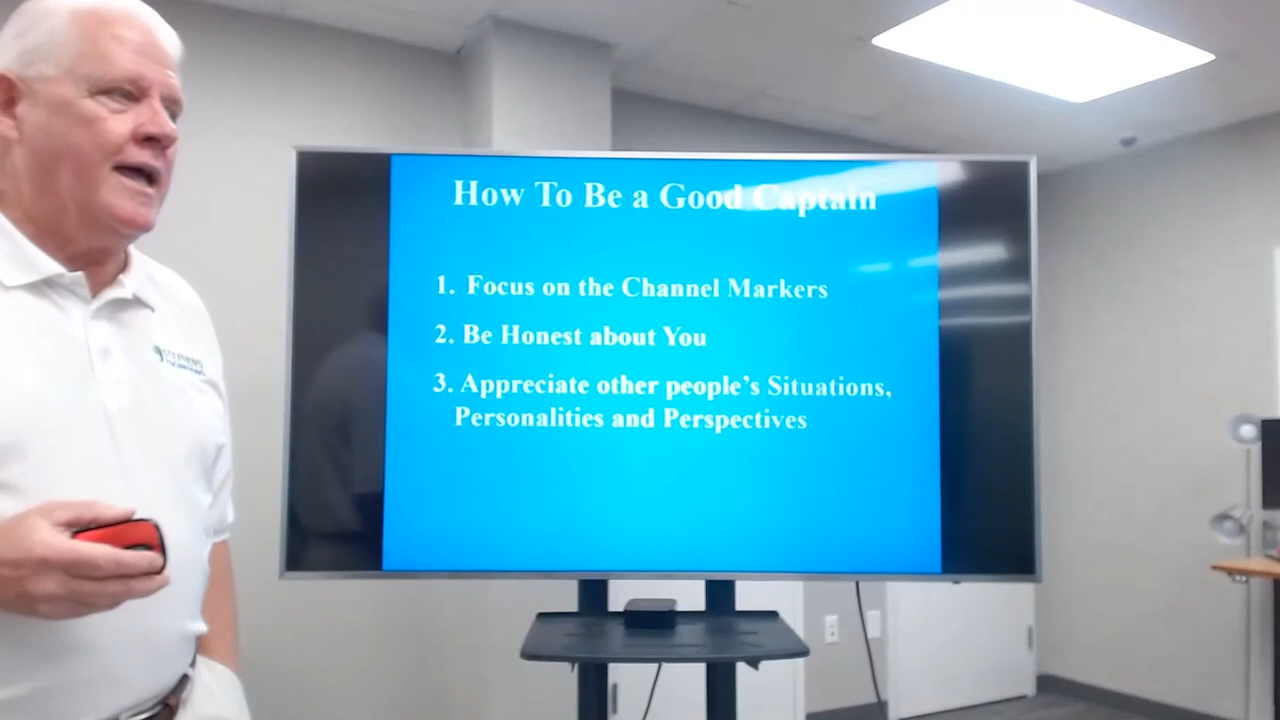 How To Be a Good Captain
1. Focus on the Channel Markers
2. Be Honest about You
3. Appreciate other people's Situations,
Personalities and Perspectives
STEPHENS